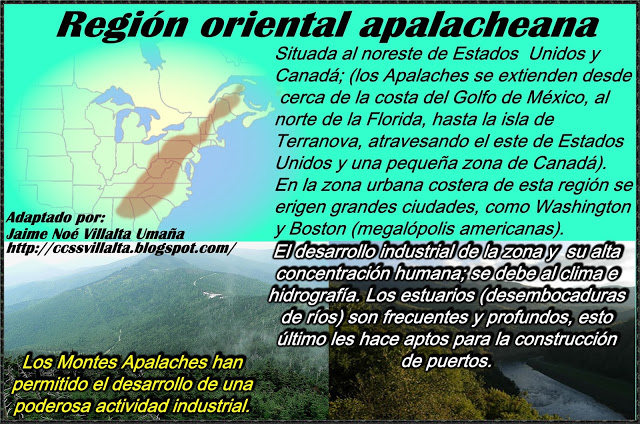 Región oriental apalacheana
Situada al noreste de Estados Unidos y
Canadá; (los Apalaches se extienden desde
cerca de la costa del Golfo de México, al
norte de la Florida, hasta la isla de
Terranova, atravesando el este de Estados
Unidos y una pequeña zona de Canadá).
En la zona urbana costera de esta región se
erigen grandes ciudades, como Washington
y Boston (megalópolis americanas).
Adaptado por:
Jaime Noé Villalta Umaña
http://ccssvillalta.blogspot.com/
El desarrollo industrial de la zona y su alta
concentración humana; se debe al clima e
hidrografía. Los estuarios (desembocaduras
de ríos) son frecuentes y profundos, esto
último les hace aptos para la construcción
de puertos.
Los Montes Apalaches han
permitido el desarrollo de una
poderosa actividad industrial.